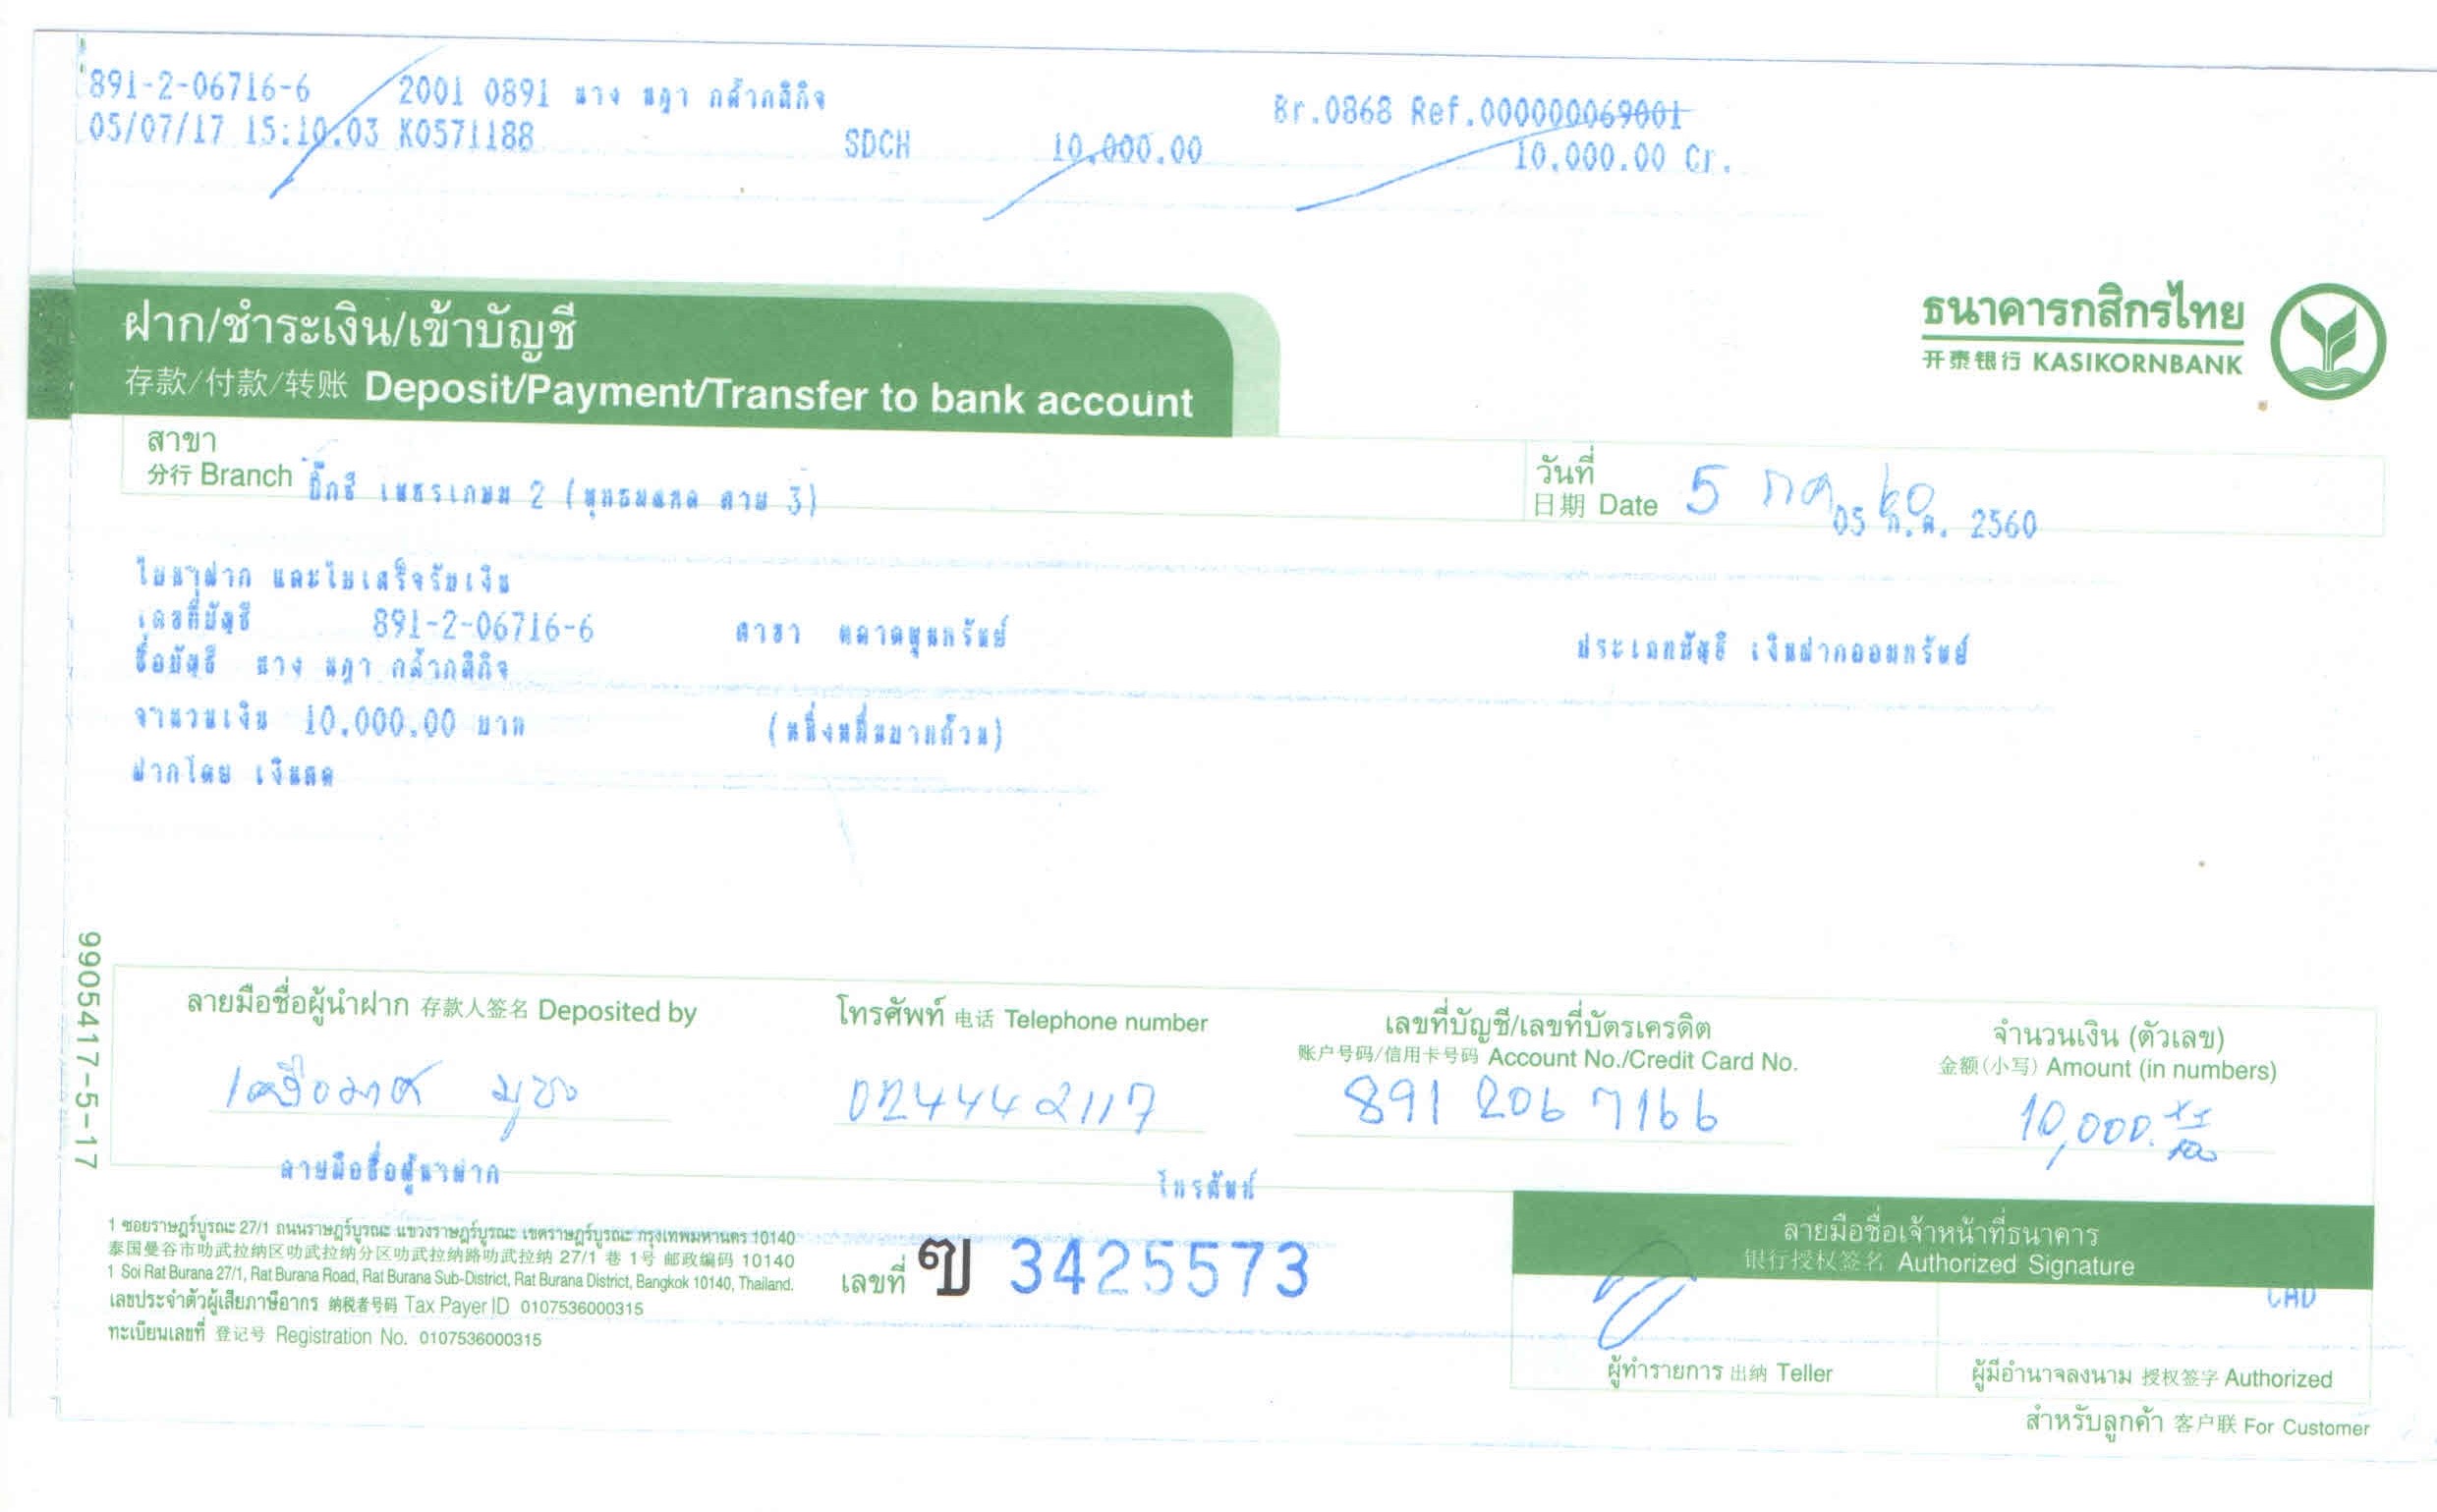 891-2-06716-6 2001 0891 นาง นฎา กล้ากสิกิจ Br.0868 Ref.000000069001
05/07/17 15:10:03 K0571188 SDCH 10,000.00 10,000.00 Cr.
ธนาคารกสิกรไทย
开泰银行 KASIKORNBANK
ฝาก/ชำระเงิน/เข้าบัญชี
存款/付款/转账 Deposit/Payment/Transfer to bank account
สาขา
分行 Branch บิ๊กซี เพชรเกษม 2 (พุทธมณฑล สาย 3)
วันที่
日期 Date 5 กค 60
05 ก.ค. 2560
ใบนำฝาก และใบเสร็จรับเงิน
เลขที่บัญชี 891-2-06716-6 สาขา ตลาดพูนทรัพย์ ประเภทบัญชี เงินฝากออมทรัพย์
ชื่อบัญชี นาง นฎา กล้ากสิกิจ
จำนวนเงิน 10,000.00 บาท (หนึ่งหมื่นบาทถ้วน)
ฝากโดย เงินสด
9905417-5-17
ลายมือชื่อผู้นำฝาก 存款人签名 Deposited by
โทรศัพท์ 电话 Telephone number
024442117
เลขที่บัญชี/เลขที่บัตรเครดิต
账户号码/信用卡号码 Account No./Credit Card No.
891 206 7166
จำนวนเงิน (ตัวเลข)
金额(小写) Amount (in numbers)
10,000.
ลายมือชื่อผู้นำฝาก โทรศัพท์
1 ซอยราษฎร์บูรณะ 27/1 ถนนราษฎร์บูรณะ แขวงราษฎร์บูรณะ เขตราษฎร์บูรณะ กรุงเทพมหานคร 10140
泰国曼谷市叻武拉纳区叻武拉纳分区叻武拉纳路叻武拉纳 27/1 巷 1号 邮政编码 10140
1 Soi Rat Burana 27/1, Rat Burana Road, Rat Burana Sub-District, Rat Burana District, Bangkok 10140, Thailand.
เลขประจำตัวผู้เสียภาษีอากร 纳税者号码 Tax Payer ID 0107536000315
ทะเบียนเลขที่ 登记号 Registration No. 0107536000315
เลขที่ ฃ 3425573
ลายมือชื่อเจ้าหน้าที่ธนาคาร
银行授权签名 Authorized Signature
CAD
ผู้ทำรายการ 出纳 Teller
ผู้มีอำนาจลงนาม 授权签字 Authorized
สำหรับลูกค้า 客户联 For Customer